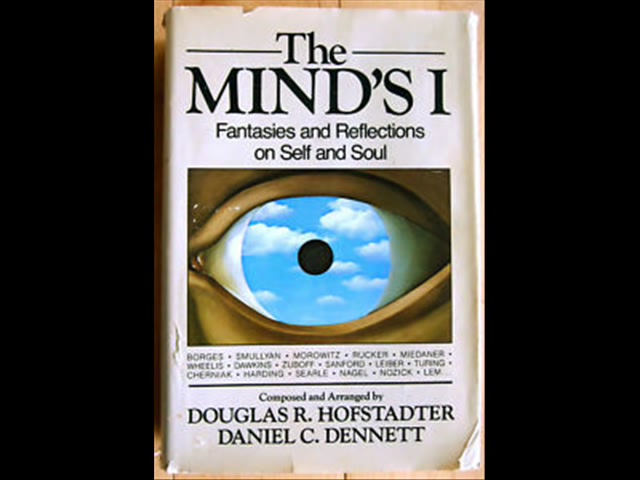 The
MIND'S I
Fantasies and Reflections
on Self and Soul
BORGES • SMULLYAN • MOROWITZ • RUCKER • MIEDANER •
WHEELIS • DAWKINS • ZUBOFF • SANFORD • LEIBER • TURING •
CHERNIAK • HARDING • SEARLE • NAGEL • NOZICK • LEM...
Composed and Arranged by
DOUGLAS R. HOFSTADTER
DANIEL C. DENNETT